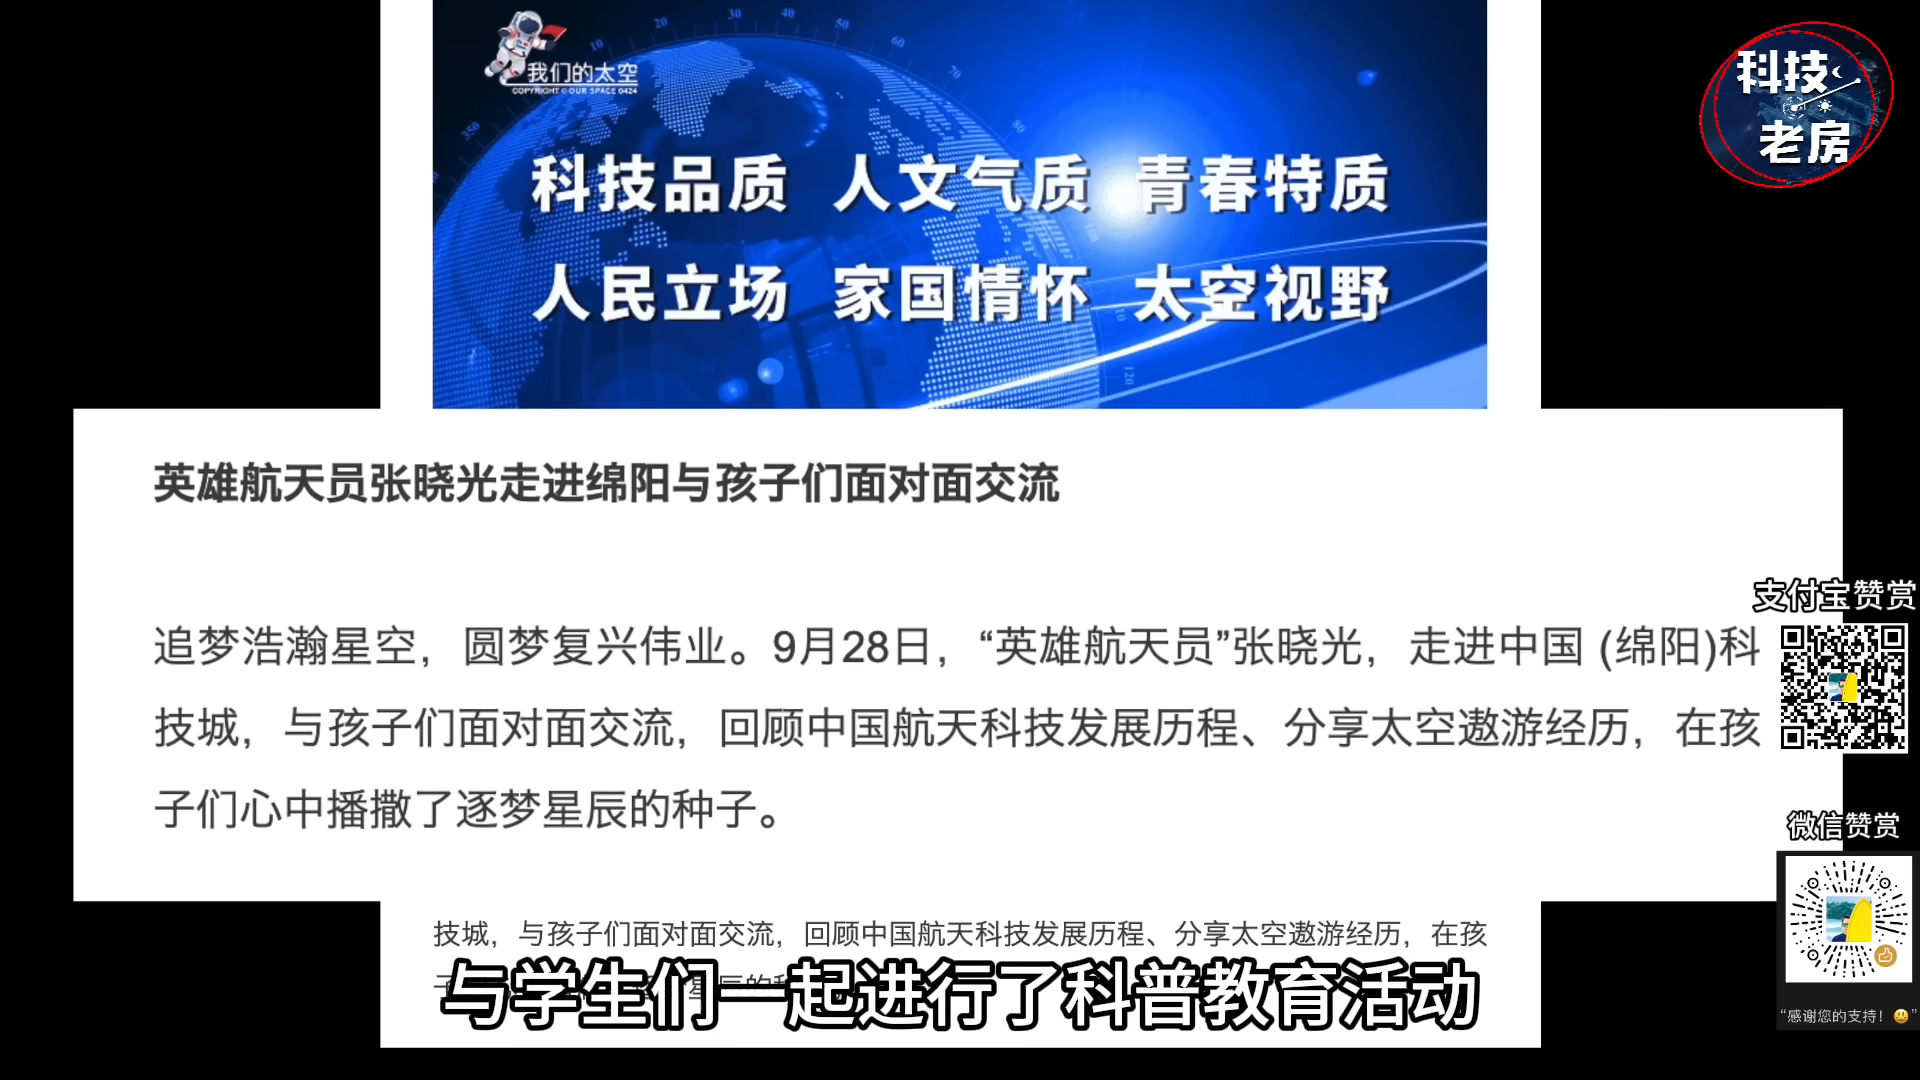 我们的太空
COPYRIGHT © OUR SPACE 0424
科技品质 人文气质 青春特质
人民立场 家国情怀 太空视野
科技
老房
英雄航天员张晓光走进绵阳与孩子们面对面交流
追梦浩瀚星空，圆梦复兴伟业。9月28日，“英雄航天员”张晓光，走进中国 (绵阳)科
技城，与孩子们面对面交流，回顾中国航天科技发展历程、分享太空遨游经历，在孩
子们心中播撒了逐梦星辰的种子。
支付宝赞赏
微信赞赏
“感谢您的支持！😃”
技城，与孩子们面对面交流，回顾中国航天科技发展历程、分享太空遨游经历，在孩
与学生们一起进行了科普教育活动